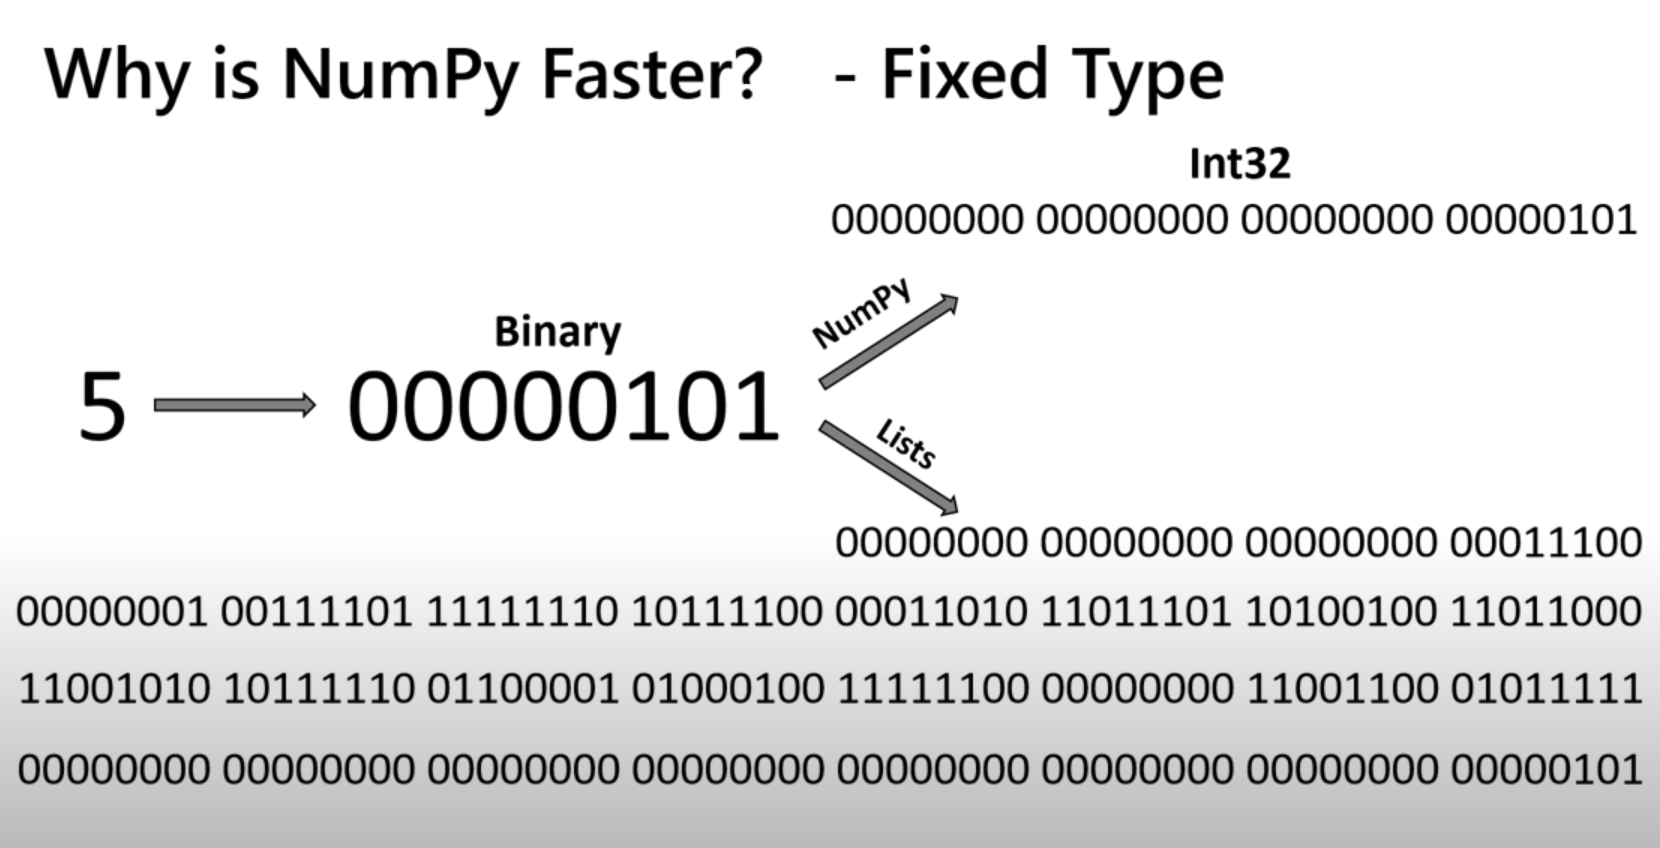 Why is NumPy Faster? - Fixed Type
Int32
00000000 00000000 00000000 00000101
NumPy
Binary
5 00000101
Lists
00000000 00000000 00000000 00011100
00000001 00111101 11111110 10111100 00011010 11011101 10100100 11011000
11001010 10111110 01100001 01000100 11111100 00000000 11001100 01011111
00000000 00000000 00000000 00000000 00000000 00000000 00000000 00000101